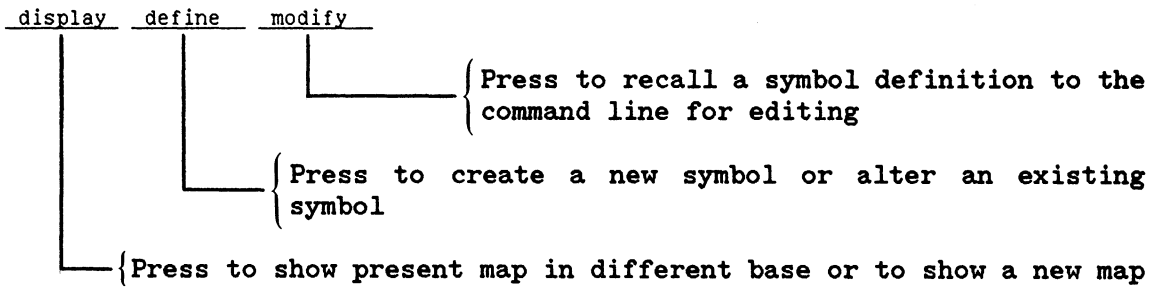 display define modify
Press to recall a symbol definition to the
command line for editing
Press to create a new symbol or alter an existing
symbol
Press to show present map in different base or to show a new map